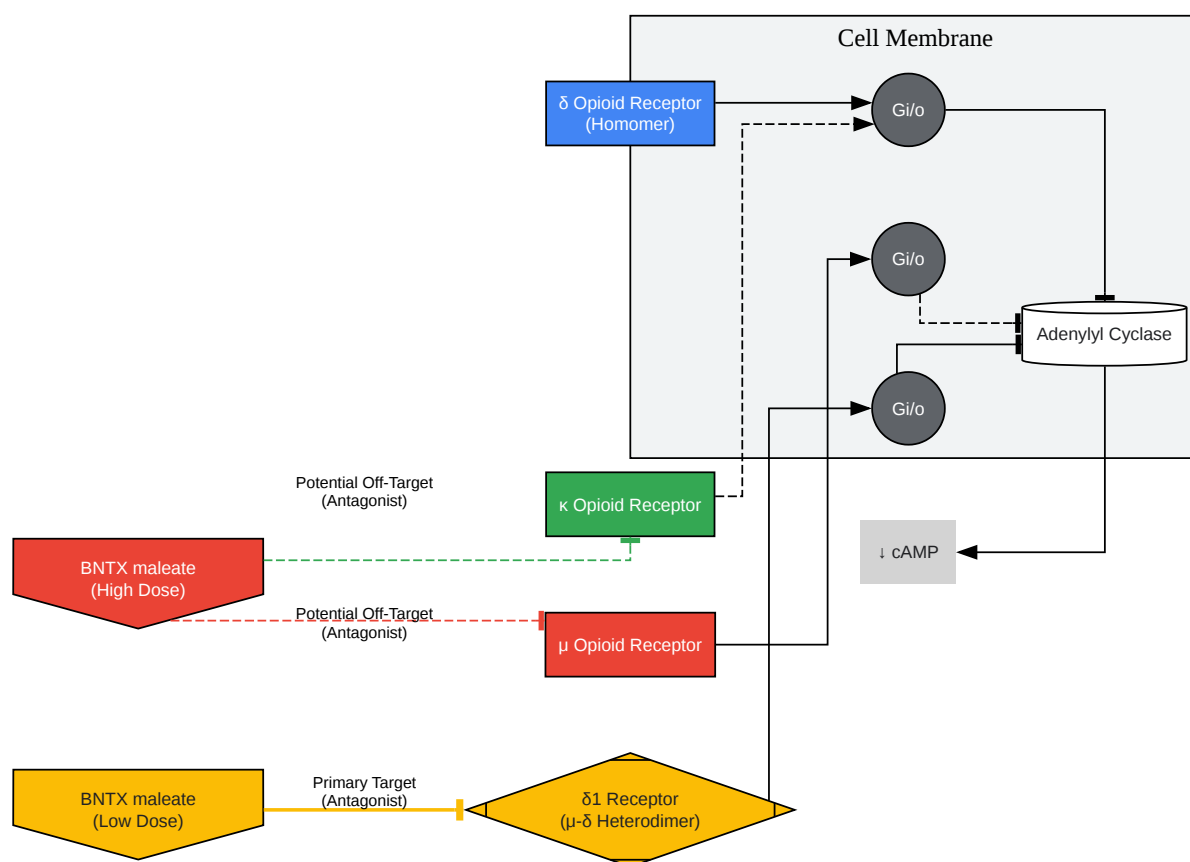 Cell Membrane
δ Opioid Receptor
(Homomer)
Gi/o
Gi/o
Adenylyl Cyclase
Gi/o
Potential Off-Target
(Antagonist)
κ Opioid Receptor
BNTX maleate
(High Dose)
↓ cAMP
Potential Off-Target
(Antagonist)
μ Opioid Receptor
BNTX maleate
(Low Dose)
Primary Target
(Antagonist)
δ1 Receptor
(μ-δ Heterodimer)